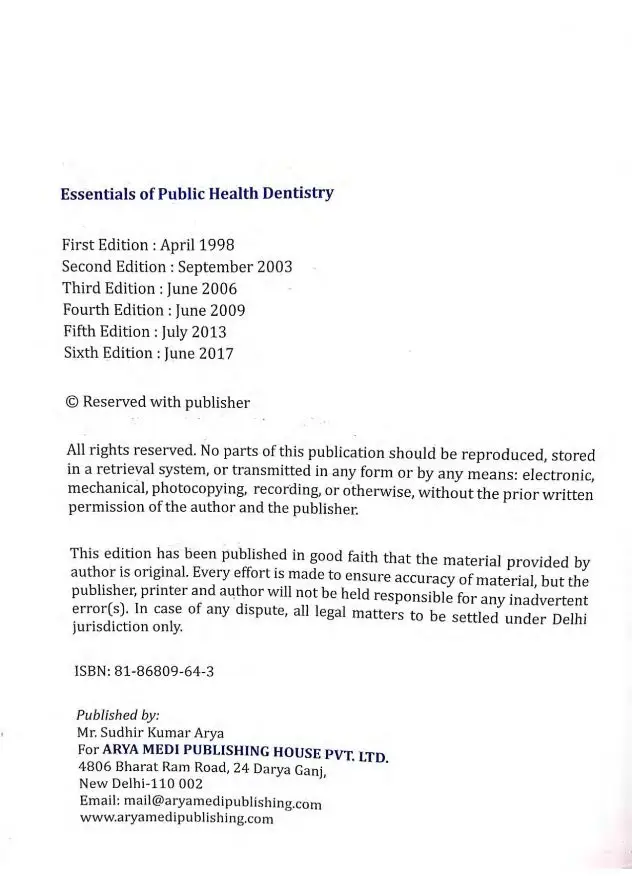 Essentials of Public Health Dentistry
First Edition : April 1998
Second Edition : September 2003
Third Edition : June 2006
Fourth Edition : June 2009
Fifth Edition : July 2013
Sixth Edition : June 2017
© Reserved with publisher
All rights reserved. No parts of this publication should be reproduced, stored
in a retrieval system, or transmitted in any form or by any means: electronic,
mechanical, photocopying, recording, or otherwise, without the prior written
permission of the author and the publisher.
This edition has been published in good faith that the material provided by
author is original. Every effort is made to ensure accuracy of material, but the
publisher, printer and author will not be held responsible for any inadvertent
error(s). In case of any dispute, all legal matters to be settled under Delhi
jurisdiction only.
ISBN: 81-86809-64-3
Published by:
Mr. Sudhir Kumar Arya
For ARYA MEDI PUBLISHING HOUSE PVT. LTD.
4806 Bharat Ram Road, 24 Darya Ganj,
New Delhi-110 002
Email: mail@aryamedipublishing.com
www.aryamedipublishing.com